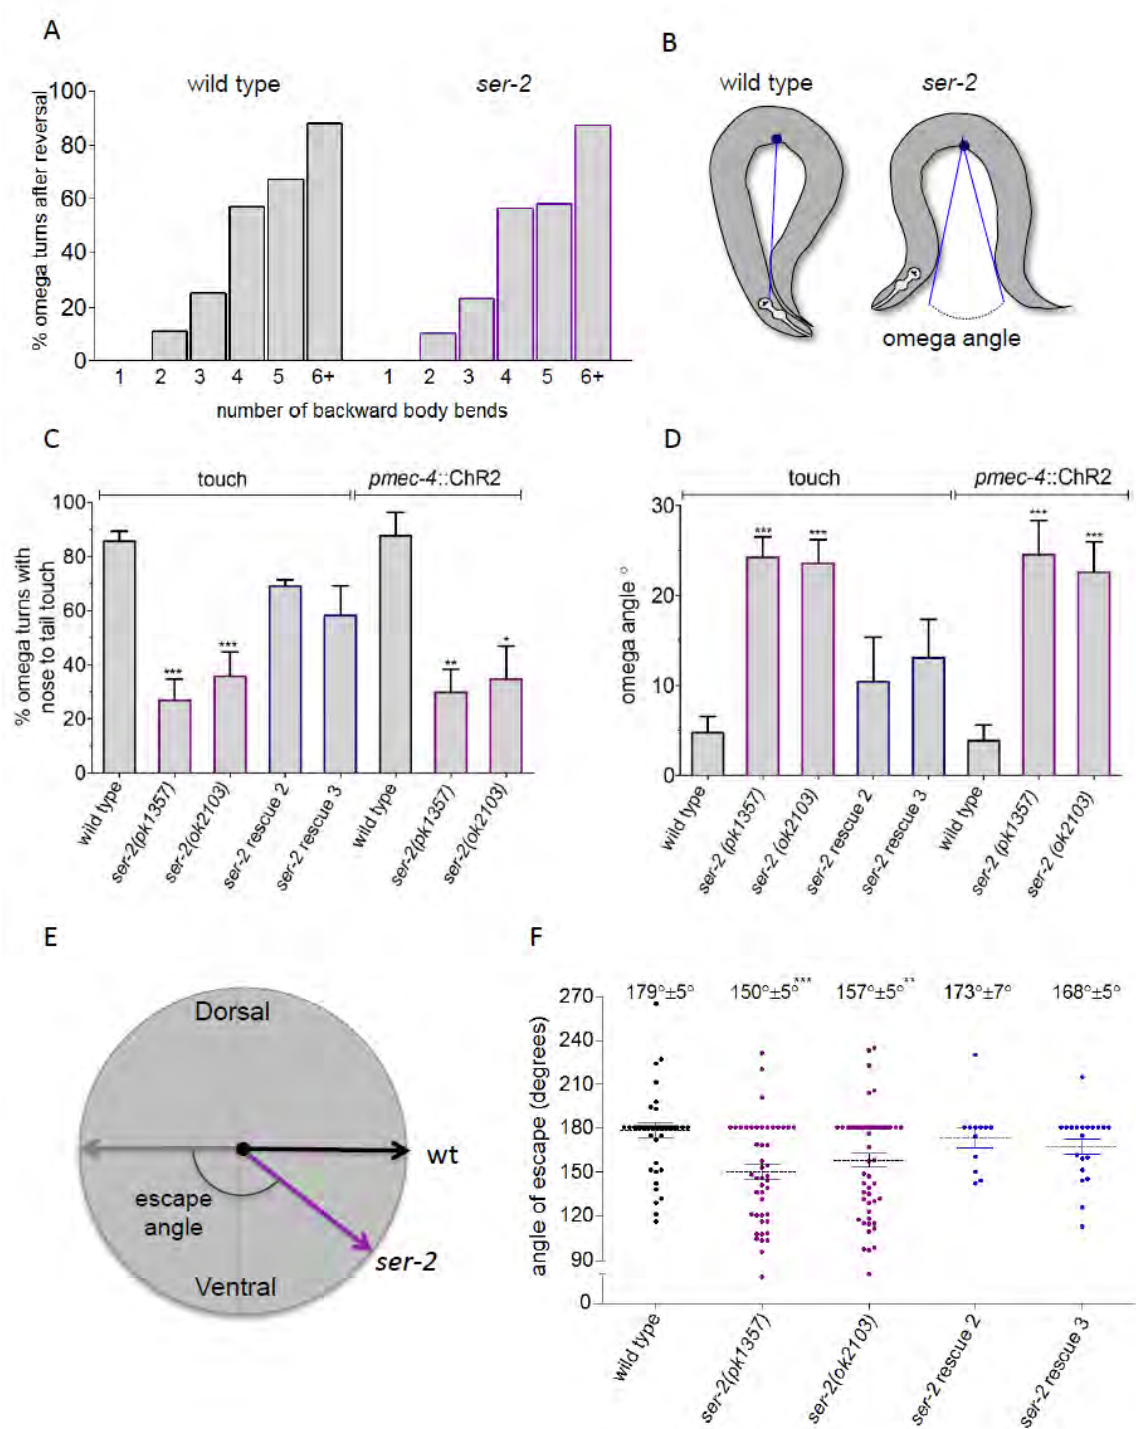 A
wild type
ser-2
% omega turns after reversal
100
80
60
40
20
0
1 2 3 4 5 6+ 1 2 3 4 5 6+
number of backward body bends
B
wild type
ser-2
omega angle
C
touch
pmec-4::ChR2
% omega turns with
nose to tail touch
100
80
60
40
20
0
***
***
**
*
wild type
ser-2(pk1357)
ser-2(ok2103)
ser-2 rescue 2
ser-2 rescue 3
wild type
ser-2(pk1357)
ser-2(ok2103)
D
touch
pmec-4::ChR2
omega angle °
30
20
10
0
***
***
***
***
wild type
ser-2 (pk1357)
ser-2 (ok2103)
ser-2 rescue 2
ser-2 rescue 3
wild type
ser-2 (pk1357)
ser-2 (ok2103)
E
Dorsal
wt
escape
angle
ser-2
Ventral
F
179°±5° 150°±5°*** 157°±5°** 173°±7° 168°±5°
angle of escape (degrees)
270
240
210
180
150
120
90
0
wild type
ser-2(pk1357)
ser-2(ok2103)
ser-2 rescue 2
ser-2 rescue 3